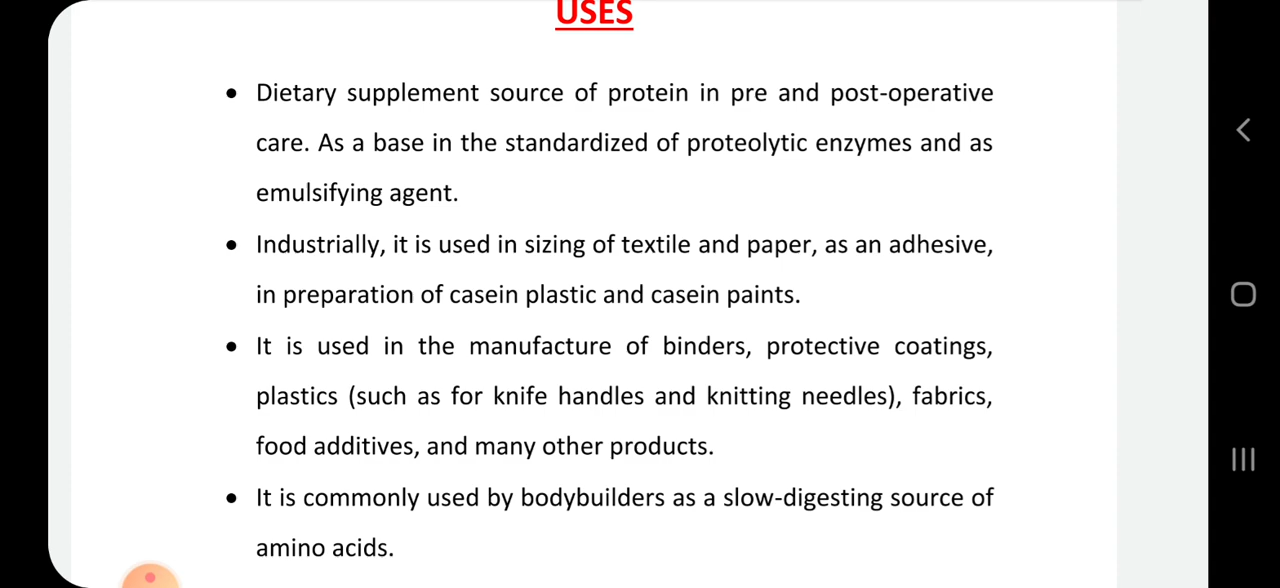 USES
• Dietary supplement source of protein in pre and post-operative
care. As a base in the standardized of proteolytic enzymes and as
emulsifying agent.
• Industrially, it is used in sizing of textile and paper, as an adhesive,
in preparation of casein plastic and casein paints.
• It is used in the manufacture of binders, protective coatings,
plastics (such as for knife handles and knitting needles), fabrics,
food additives, and many other products.
• It is commonly used by bodybuilders as a slow-digesting source of
amino acids.